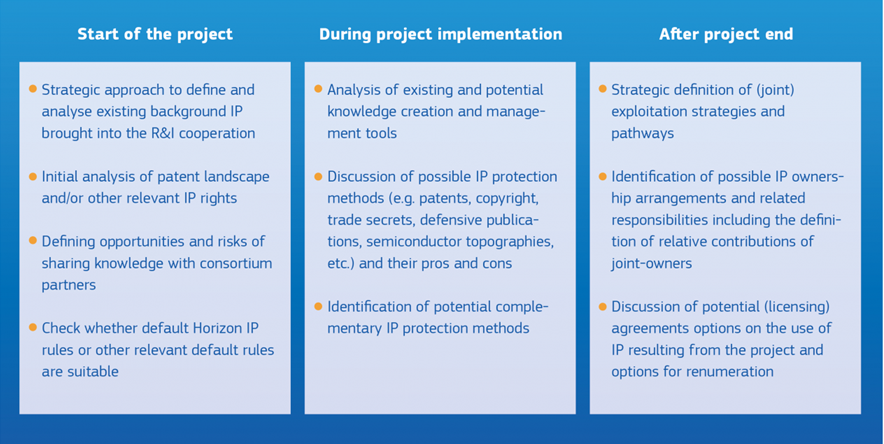 Start of the project
Strategic approach to define and
analyse existing background IP
brought into the R&I cooperation
Initial analysis of patent landscape
and/or other relevant IP rights
Defining opportunities and risks of
sharing knowledge with consortium
partners
Check whether default Horizon IP
rules or other relevant default rules
are suitable
During project implementation
Analysis of existing and potential
knowledge creation and manage-
ment tools
Discussion of possible IP protection
methods (e.g. patents, copyright,
trade secrets, defensive publica-
tions, semiconductor topographies,
etc.) and their pros and cons
Identification of potential comple-
mentary IP protection methods
After project end
Strategic definition of (joint)
exploitation strategies and
pathways
Identification of possible IP owners-
hip arrangements and related
responsibilities including the defini-
tion of relative contributions of
joint-owners
Discussion of potential (licensing)
agreements options on the use of
IP resulting from the project and
options for renumeration